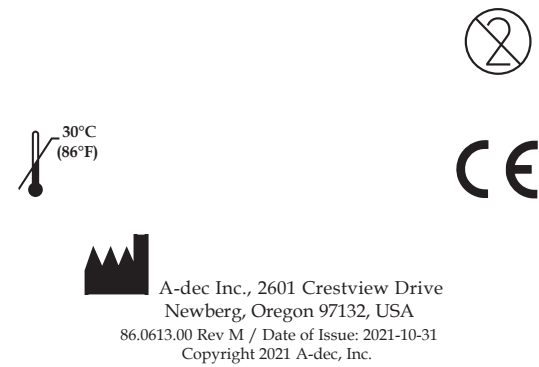 2
30°C
(86°F)
CE
A-dec Inc., 2601 Crestview Drive
Newberg, Oregon 97132, USA
86.0613.00 Rev M / Date of Issue: 2021-10-31
Copyright 2021 A-dec, Inc.